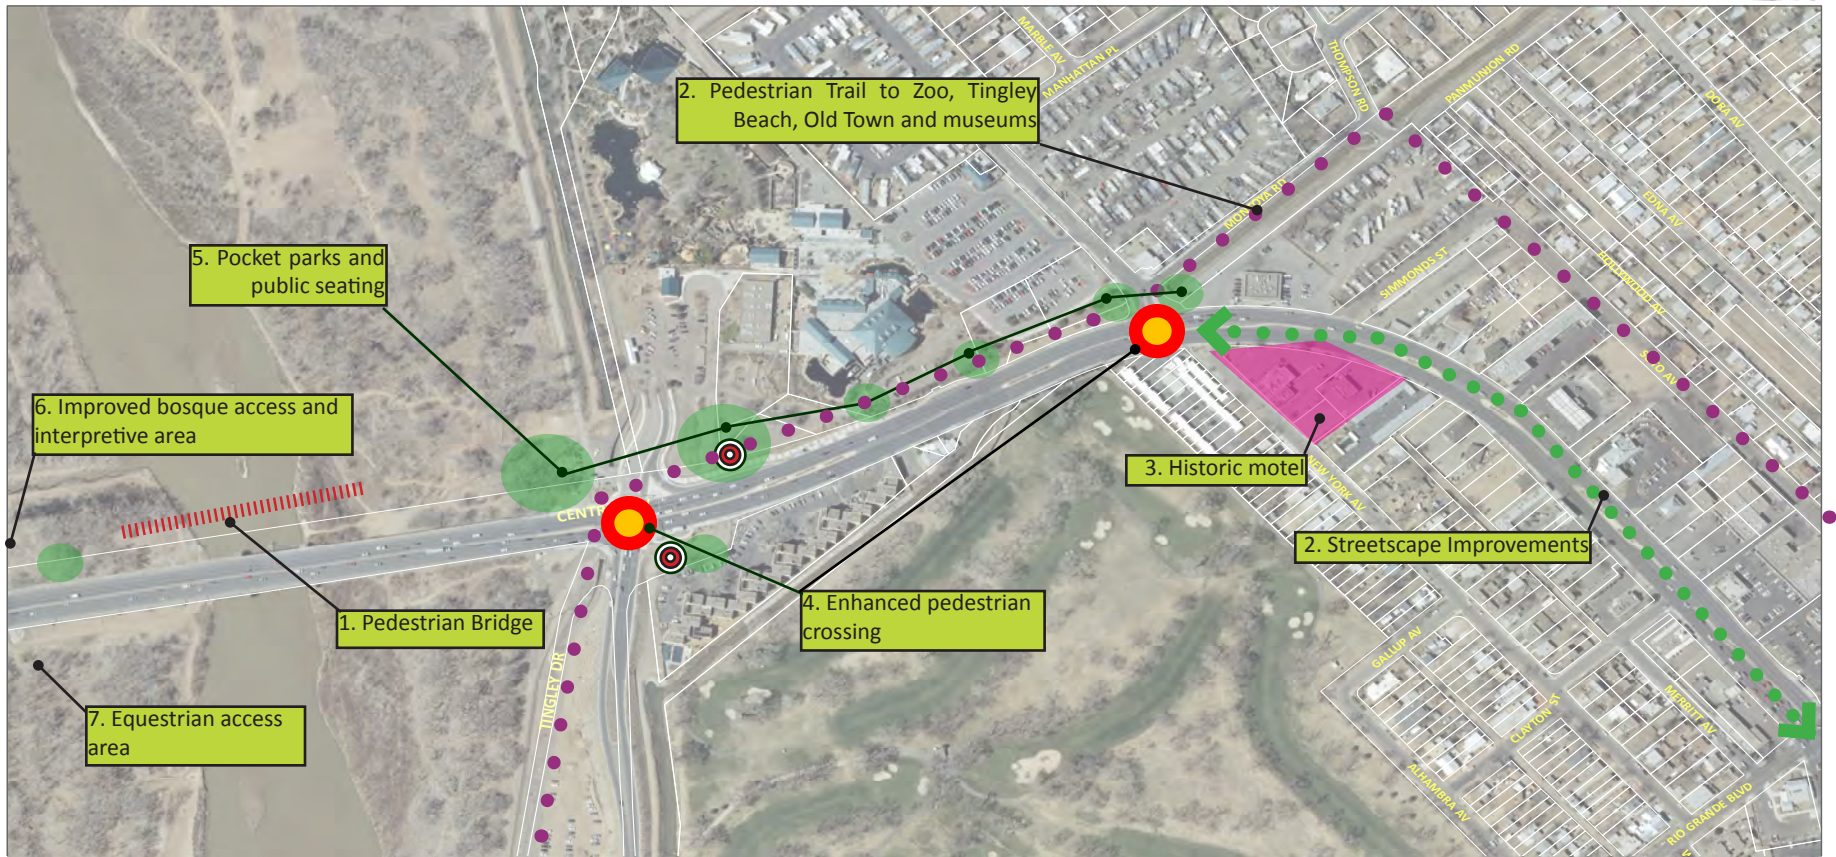 MARBLE AV
MANHATTAN PL
THOMPSON RD
PANMUNJON RD
DORA AV
2. Pedestrian Trail to Zoo, Tingley
Beach, Old Town and museums
MONTOYA RD
EDNA AV
HOLLYWOOD AV
SIMMONDS ST
SOTO AV
5. Pocket parks and
public seating
6. Improved bosque access and
interpretive area
3. Historic motel
NEW YORK AV
2. Streetscape Improvements
1. Pedestrian Bridge
4. Enhanced pedestrian
crossing
TINGLEY DR
7. Equestrian access
area
GALLUP AV
CLAYTON ST
MERRITT AV
ALHAMBRA AV
RIO GRANDE BLVD